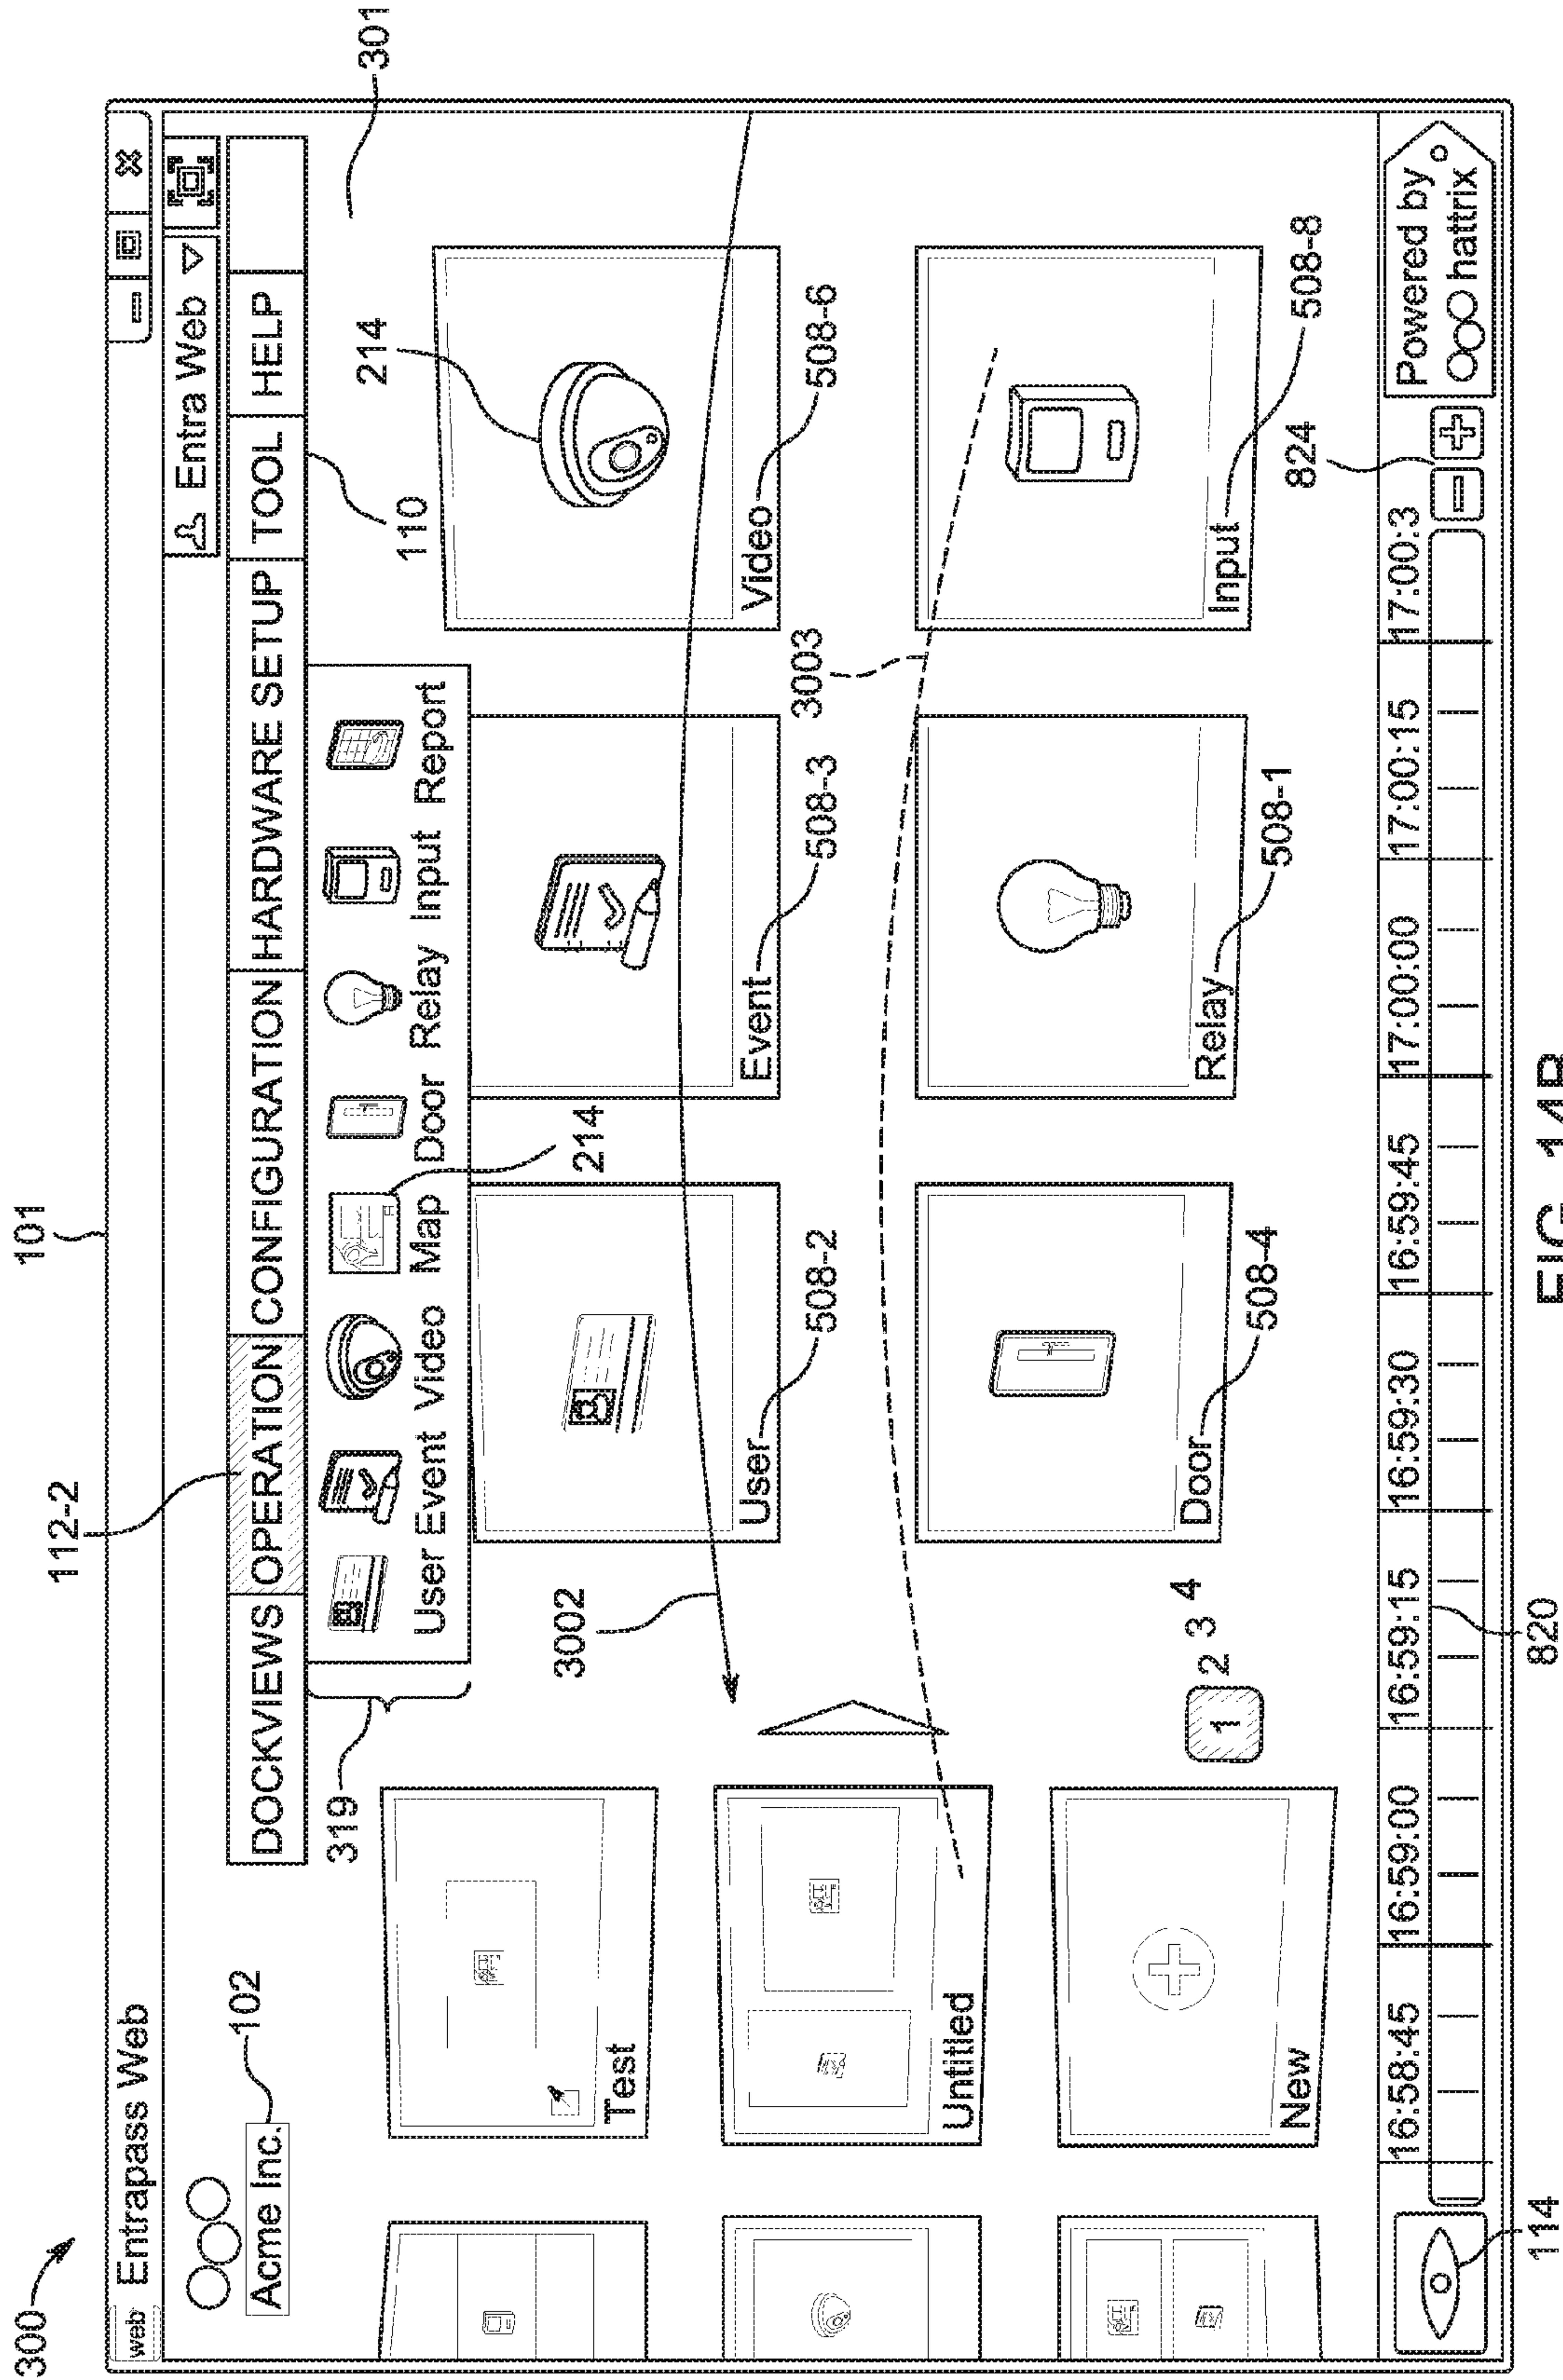 300
101
web Entrapass Web
Acme Inc.
102
112-2
Entra Web
301
DOCKVIEWS OPERATION CONFIGURATION HARDWARE SETUP TOOL HELP
110
319
User Event Video Map Door Relay Input Report
214
214
3002
Test
User 508-2
Event 508-3
Video 508-6
3003
Untitled
New
1 2 3 4
Door 508-4
Relay 508-1
Input 508-8
824
16:58:45 16:59:00 16:59:15 16:59:30 16:59:45 17:00:00 17:00:15 17:00:3
Powered by
hattrix
114
820
FIG. 14B